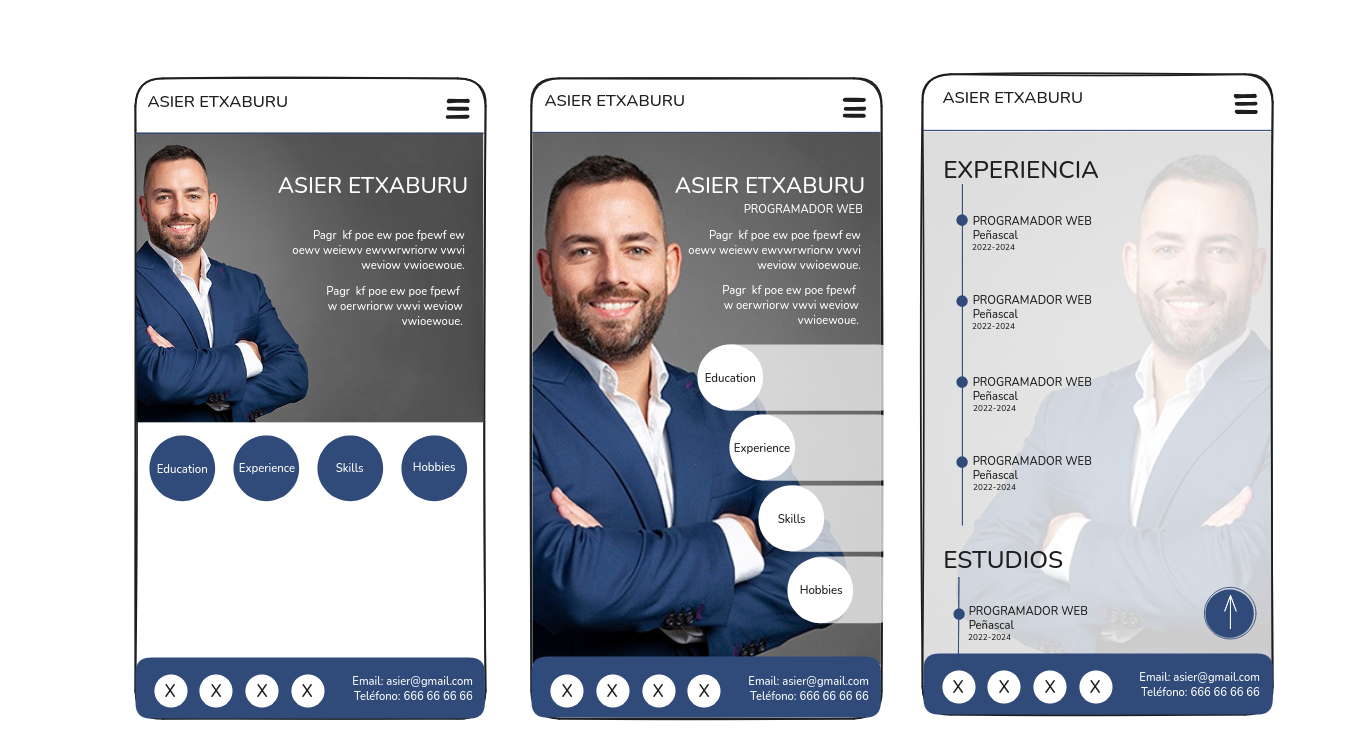 ASIER ETXABURU
ASIER ETXABURU
Pagr kf poe ew poe fpewf ew
oewv weiewv ewvwrwriorw vwvi
weviow vwioewoue.
Pagr kf poe ew poe fpewf
w oerwriorw vwvi weviow
vwioewoue.
Education
Experience
Skills
Hobbies
X X X X
Email: asier@gmail.com
Teléfono: 666 66 66 66
ASIER ETXABURU
ASIER ETXABURU
PROGRAMADOR WEB
Pagr kf poe ew poe fpewf ew
oewv weiewv ewvwrwriorw vwvi
weviow vwioewoue.
Pagr kf poe ew poe fpewf
w oerwriorw vwvi weviow
vwioewoue.
Education
Experience
Skills
Hobbies
X X X X
Email: asier@gmail.com
Teléfono: 666 66 66 66
ASIER ETXABURU
EXPERIENCIA
PROGRAMADOR WEB
Peñascal
2022-2024
PROGRAMADOR WEB
Peñascal
2022-2024
PROGRAMADOR WEB
Peñascal
2022-2024
PROGRAMADOR WEB
Peñascal
2022-2024
ESTUDIOS
PROGRAMADOR WEB
Peñascal
2022-2024
X X X X
Email: asier@gmail.com
Teléfono: 666 66 66 66